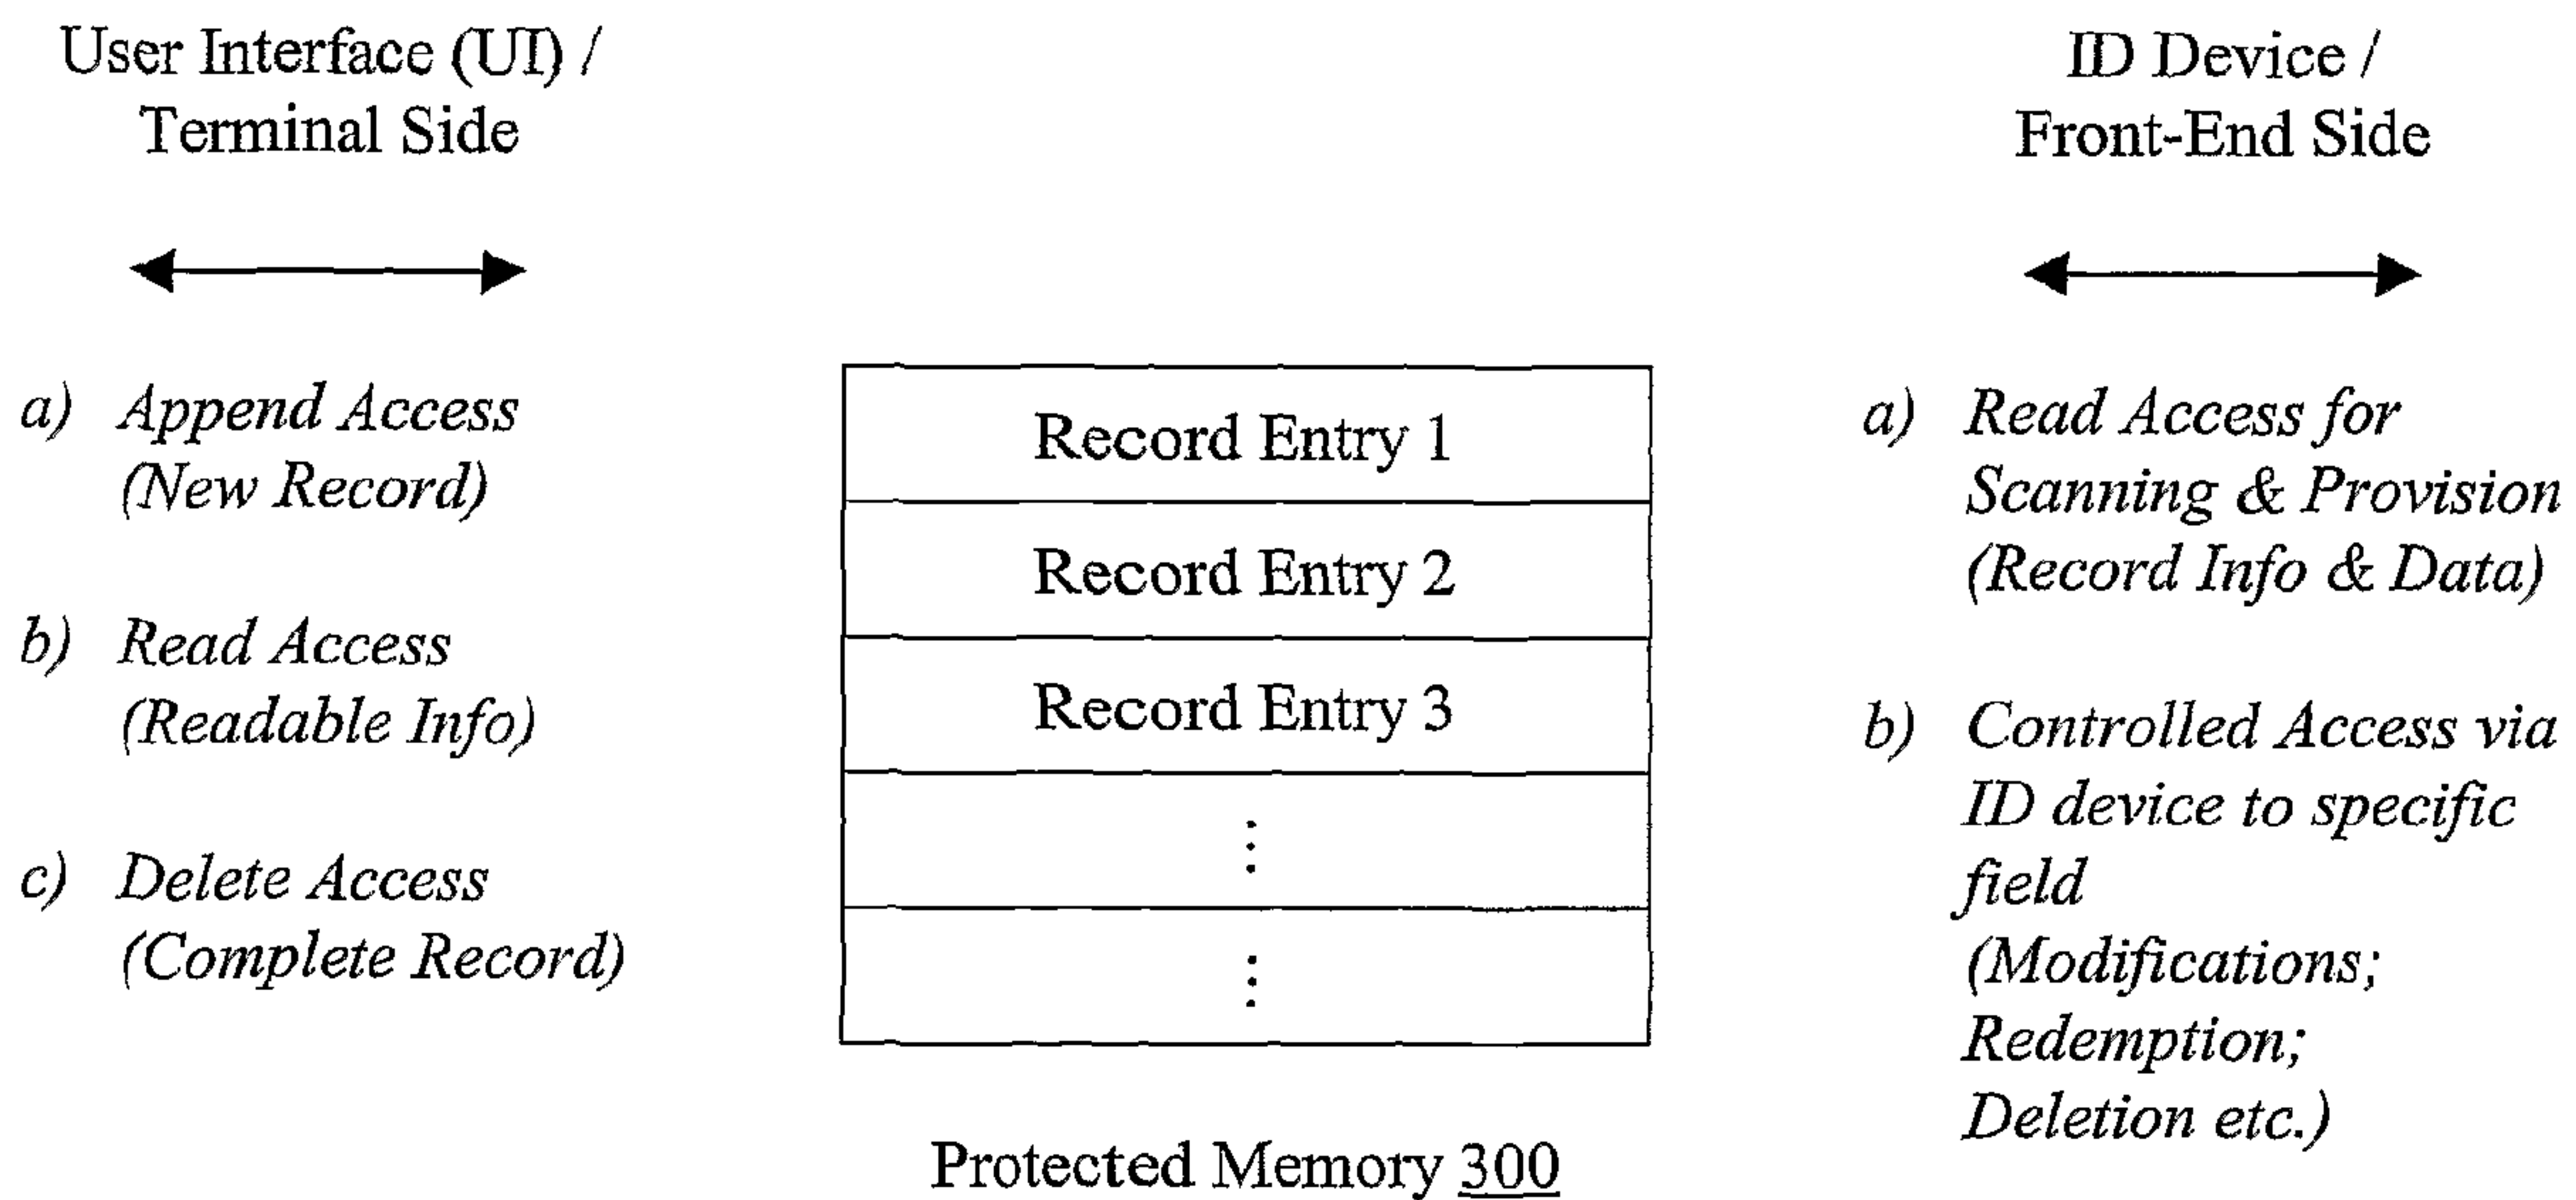 User Interface (UI) /
Terminal Side
a) Append Access
(New Record)
b) Read Access
(Readable Info)
c) Delete Access
(Complete Record)
Record Entry 1
Record Entry 2
Record Entry 3
⋮
⋮
Protected Memory 300
ID Device /
Front-End Side
a) Read Access for
Scanning & Provision
(Record Info & Data)
b) Controlled Access via
ID device to specific
field
(Modifications;
Redemption;
Deletion etc.)